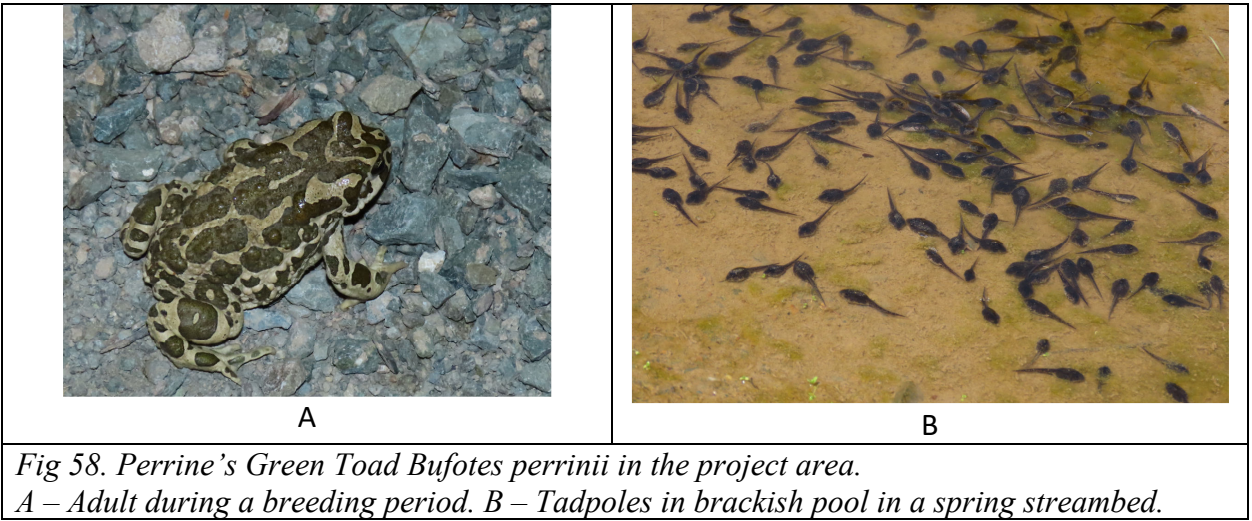 A
B
Fig 58. Perrine’s Green Toad Bufotes perrinii in the project area.
A – Adult during a breeding period. B – Tadpoles in brackish pool in a spring streambed.